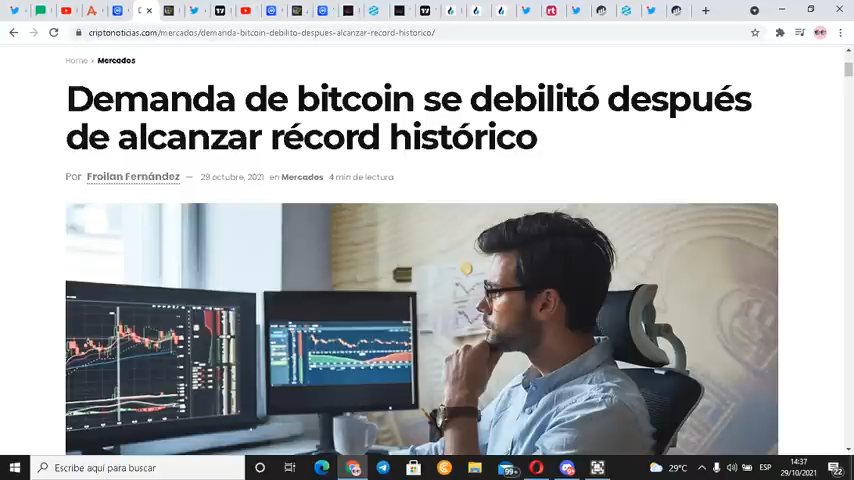 criptonoticias.com/mercados/demanda-bitcoin-debilito-despues-alcanzar-record-historico/
Home > Mercados
Demanda de bitcoin se debilitó después
de alcanzar récord histórico
Por Froilan Fernández — 29 octubre, 2021 en Mercados 4 min de lectura
Escribe aquí para buscar
99+
29°C
ESP
14:37
29/10/2021
22